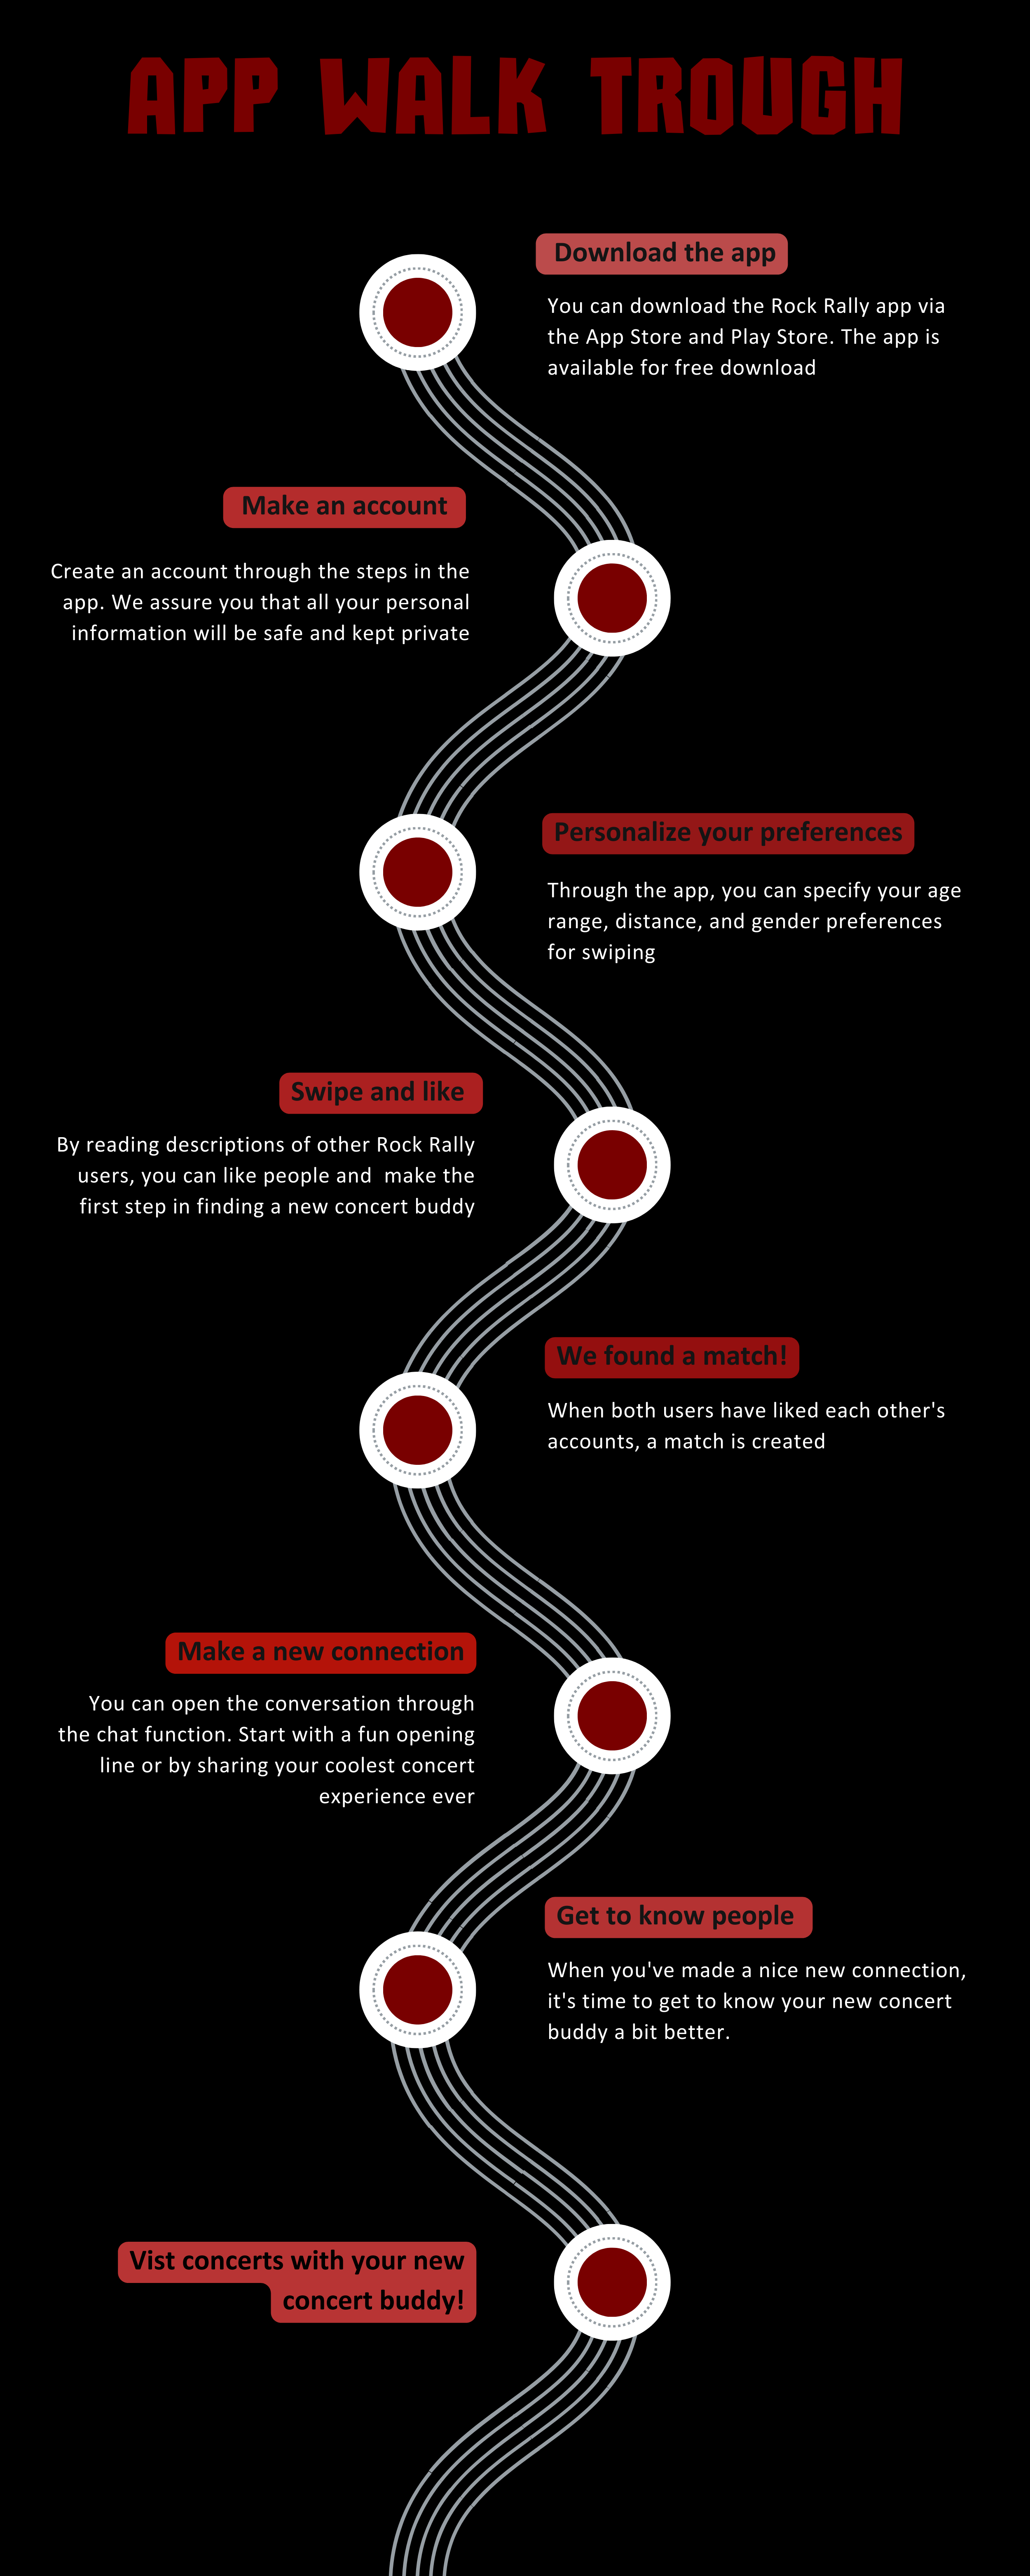 APP WALK TROUGH
Download the app
You can download the Rock Rally app via
the App Store and Play Store. The app is
available for free download
Make an account
Create an account through the steps in the
app. We assure you that all your personal
information will be safe and kept private
Personalize your preferences
Through the app, you can specify your age
range, distance, and gender preferences
for swiping
Swipe and like
By reading descriptions of other Rock Rally
users, you can like people and  make the
first step in finding a new concert buddy
We found a match!
When both users have liked each other's
accounts, a match is created
Make a new connection
You can open the conversation through
the chat function. Start with a fun opening
line or by sharing your coolest concert
experience ever
Get to know people
When you've made a nice new connection,
it's time to get to know your new concert
buddy a bit better.
Vist concerts with your new
concert buddy!